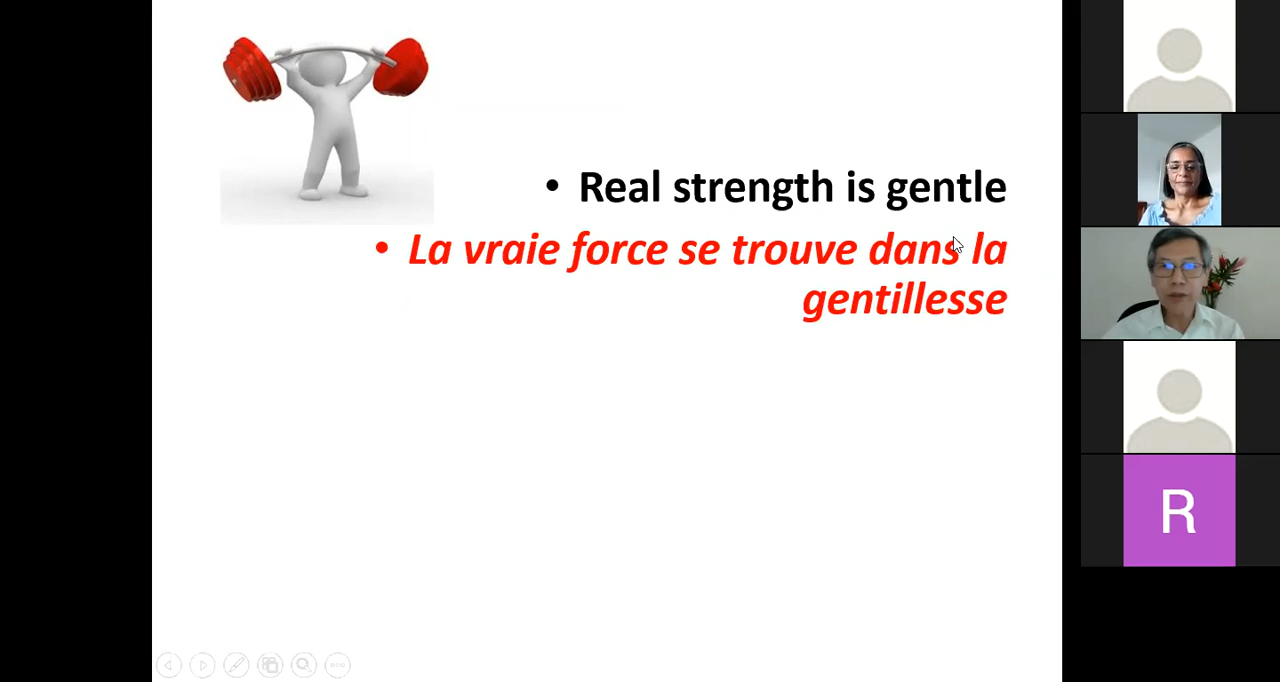 • Real strength is gentle
• La vraie force se trouve dans la
gentillesse
R